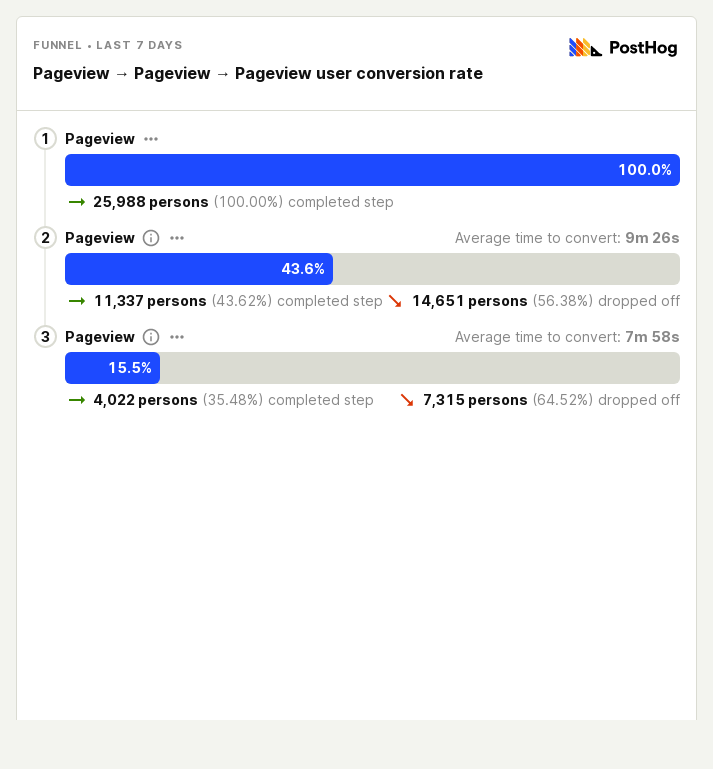 FUNNEL • LAST 7 DAYS
PostHog
Pageview → Pageview → Pageview user conversion rate
1 Pageview
100.0%
→ 25,988 persons (100.00%) completed step
2 Pageview Average time to convert: 9m 26s
43.6%
→ 11,337 persons (43.62%) completed step ↘ 14,651 persons (56.38%) dropped off
3 Pageview Average time to convert: 7m 58s
15.5%
→ 4,022 persons (35.48%) completed step ↘ 7,315 persons (64.52%) dropped off